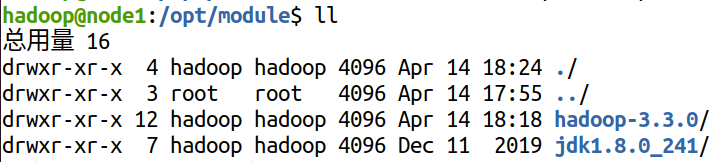 hadoop@node1:/opt/module$ ll
总用量 16
drwxr-xr-x  4 hadoop hadoop 4096 Apr 14 18:24 ./
drwxr-xr-x  3 root   root   4096 Apr 14 17:55 ../
drwxr-xr-x 12 hadoop hadoop 4096 Apr 14 18:18 hadoop-3.3.0/
drwxr-xr-x  7 hadoop hadoop 4096 Dec 11  2019 jdk1.8.0_241/